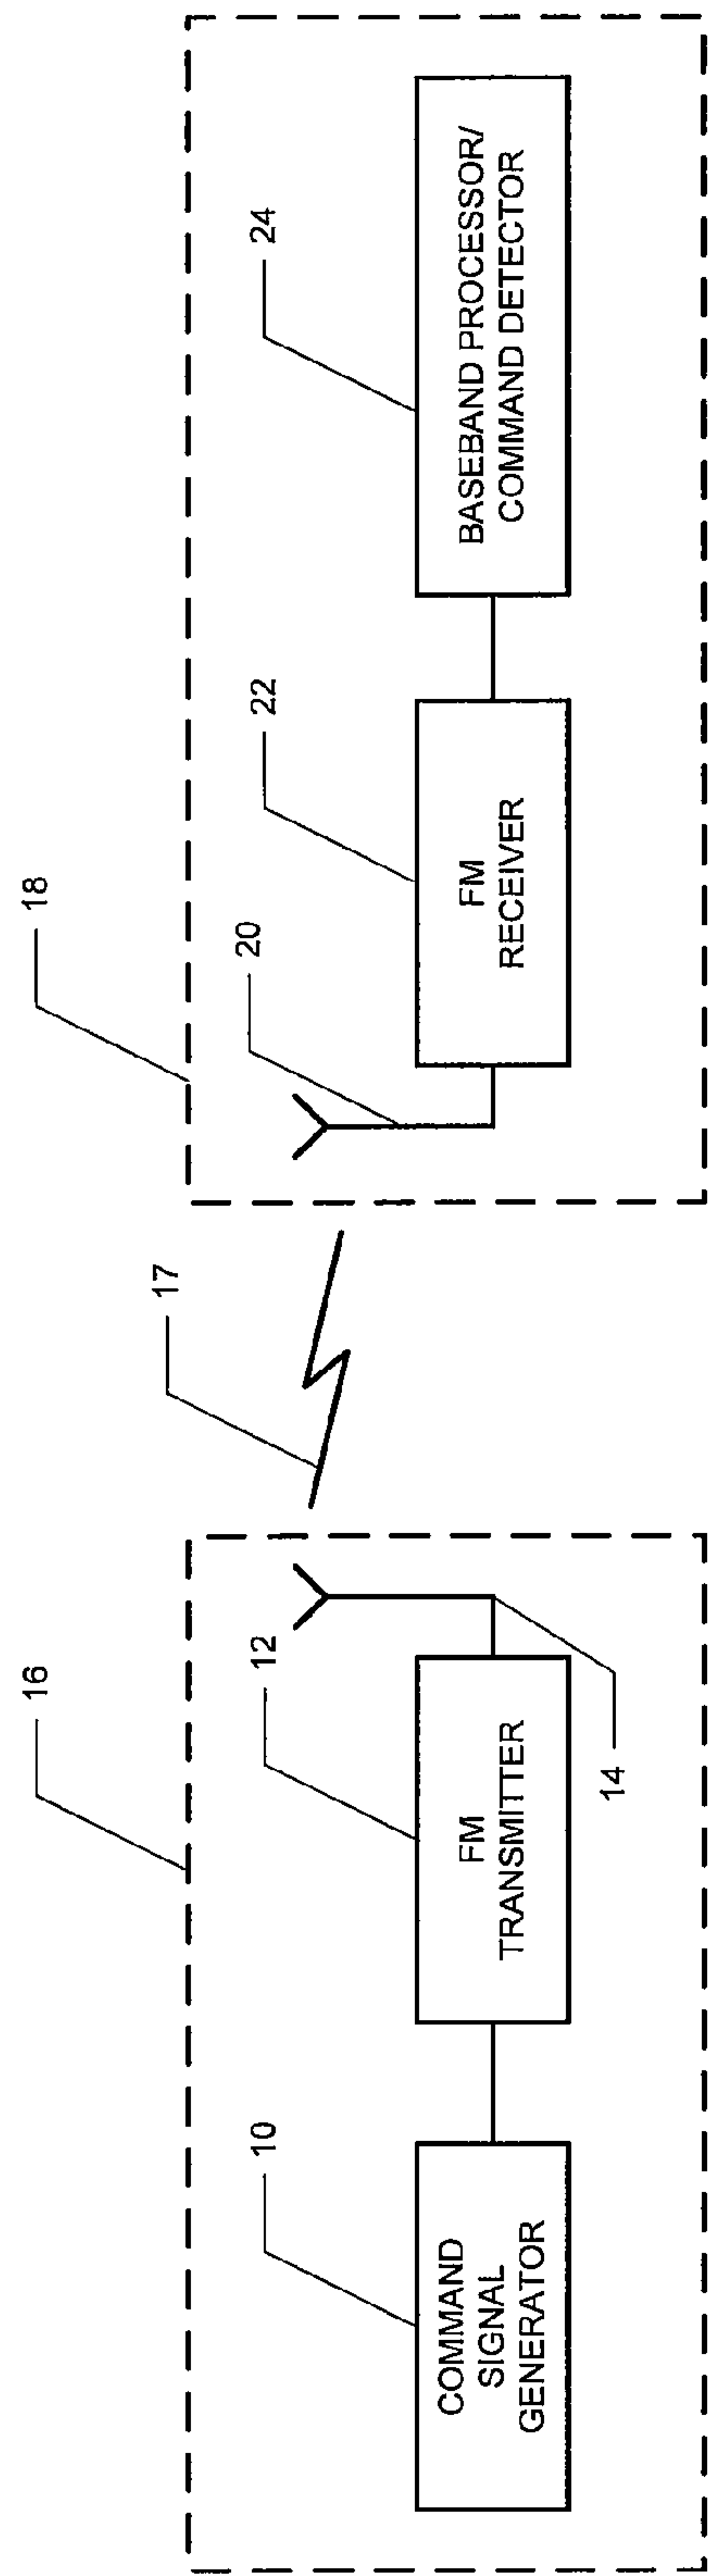 16
18
17
10
12
20
22
24
COMMAND
SIGNAL
GENERATOR
FM
TRANSMITTER
FM
RECEIVER
BASEBAND PROCESSOR/
COMMAND DETECTOR
14